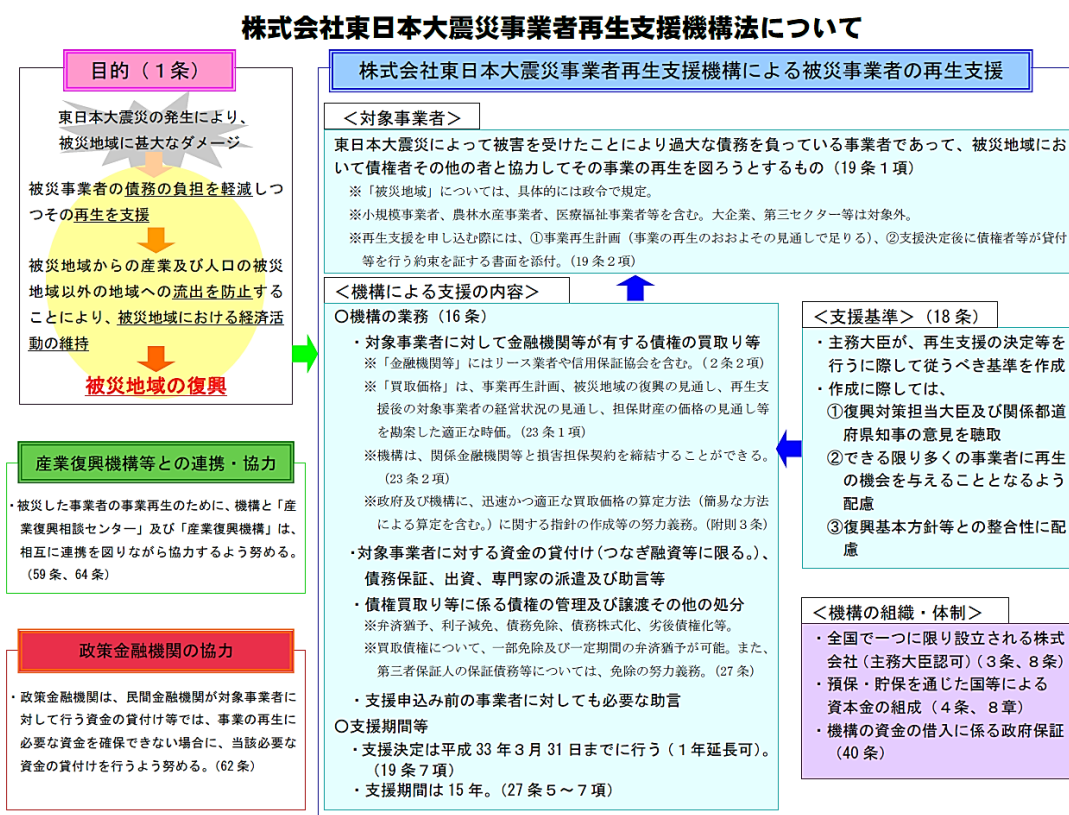 株式会社東日本大震災事業者再生支援機構法について
目的（１条）
東日本大震災の発生により、
被災地域に甚大なダメージ
被災事業者の債務の負担を軽減しつ
つその再生を支援
被災地域からの産業及び人口の被災
地域以外の地域への流出を防止する
ことにより、被災地域における経済活
動の維持
被災地域の復興
産業復興機構等との連携・協力
・被災した事業者の事業再生のために、機構と「産
業復興相談センター」及び「産業復興機構」は、
相互に連携を図りながら協力するよう努める。
（59 条、64 条）
政策金融機関の協力
・政策金融機関は、民間金融機関が対象事業者に
対して行う資金の貸付け等では、事業の再生に
必要な資金を確保できない場合に、当該必要な
資金の貸付けを行うよう努める。（62 条）
株式会社東日本大震災事業者再生支援機構による被災事業者の再生支援
＜対象事業者＞
東日本大震災によって被害を受けたことにより過大な債務を負っている事業者であって、被災地域にお
いて債権者その他の者と協力してその事業の再生を図ろうとするもの（19 条１項）
※「被災地域」については、具体的には政令で規定。
※小規模事業者、農林水産事業者、医療福祉事業者等を含む。大企業、第三セクター等は対象外。
※再生支援を申し込む際には、①事業再生計画（事業の再生のおおよその見通しで足りる）、②支援決定後に債権者等が貸付
等を行う約束を証する書面を添付。（19 条２項）
＜機構による支援の内容＞
〇機構の業務（16 条）
・対象事業者に対して金融機関等が有する債権の買取り等
※「金融機関等」にはリース業者や信用保証協会を含む。（２条２項）
※「買取価格」は、事業再生計画、被災地域の復興の見通し、再生支
援後の対象事業者の経営状況の見通し、担保財産の価格の見通し等
を勘案した適正な時価。（23 条１項）
※機構は、関係金融機関等と損害担保契約を締結することができる。
（23 条２項）
※政府及び機構に、迅速かつ適正な買取価格の算定方法（簡易な方法
による算定を含む。）に関する指針の作成等の努力義務。（附則３条）
・対象事業者に対する資金の貸付け（つなぎ融資等に限る。）、
債務保証、出資、専門家の派遣及び助言等
・債権買取り等に係る債権の管理及び譲渡その他の処分
※弁済猶予、利子減免、債務免除、債務株式化、劣後債権化等。
※買取債権について、一部免除及び一定期間の弁済猶予が可能。また、
第三者保証人の保証債務等については、免除の努力義務。（27 条）
・支援申込み前の事業者に対しても必要な助言
〇支援期間等
・支援決定は平成 33 年３月 31 日までに行う（１年延長可）。
（19 条７項）
・支援期間は 15 年。（27 条５～７項）
＜支援基準＞（18 条）
・主務大臣が、再生支援の決定等を
行うに際して従うべき基準を作成
・作成に際しては、
①復興対策担当大臣及び関係都道
府県知事の意見を聴取
②できる限り多くの事業者に再生
の機会を与えることとなるよう
配慮
③復興基本方針等との整合性に配
慮
＜機構の組織・体制＞
・全国で一つに限り設立される株式
会社（主務大臣認可）（３条、８条）
・預保・貯保を通じた国等による
資本金の組成（４条、８章）
・機構の資金の借入に係る政府保証
（40 条）